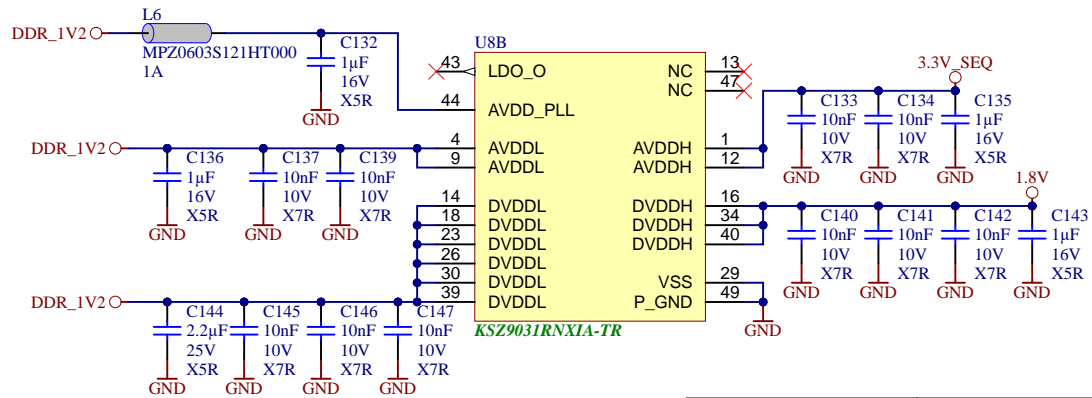 L6
DDR_1V2
MPZ0603S121HT000
1A
C132
1µF
16V
X5R
GND
U8B
43
LDO_O
NC
13
NC
47
44
AVDD_PLL
3.3V_SEQ
C133
10nF
10V
X7R
GND
C134
10nF
10V
X7R
GND
C135
1µF
16V
X5R
GND
DDR_1V2
4
AVDDL
9
AVDDL
AVDDH
1
AVDDH
12
C136
1µF
16V
X5R
GND
C137
10nF
10V
X7R
GND
C139
10nF
10V
X7R
GND
14
DVDDL
18
DVDDL
23
DVDDL
26
DVDDL
30
DVDDL
39
DVDDL
DVDDH
16
DVDDH
34
DVDDH
40
1.8V
C140
10nF
10V
X7R
GND
C141
10nF
10V
X7R
GND
C142
10nF
10V
X7R
GND
C143
1µF
16V
X5R
GND
VSS
29
P_GND
49
GND
DDR_1V2
C144
2.2µF
25V
X5R
GND
C145
10nF
10V
X7R
GND
C146
10nF
10V
X7R
GND
C147
10nF
10V
X7R
GND
KSZ9031RNXIA-TR